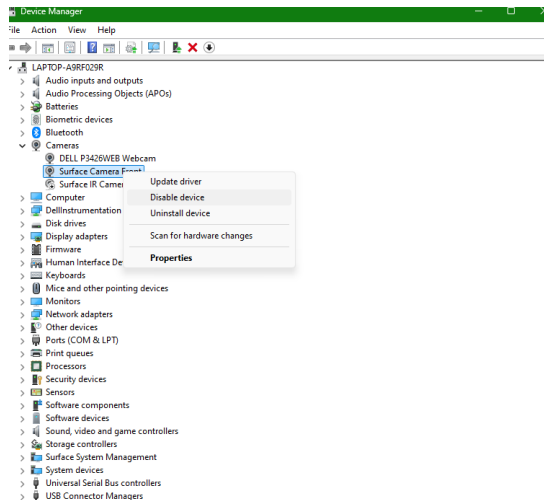 Device Manager
File Action View Help
LAPTOP-A9RF029R
Audio inputs and outputs
Audio Processing Objects (APOs)
Batteries
Biometric devices
Bluetooth
Cameras
DELL P3426WEB Webcam
Surface Camera Front
Surface IR Camer
Update driver
Disable device
Uninstall device
Scan for hardware changes
Properties
Computer
DellInstrumentation
Disk drives
Display adapters
Firmware
Human Interface De
Keyboards
Mice and other pointing devices
Monitors
Network adapters
Other devices
Ports (COM & LPT)
Print queues
Processors
Security devices
Sensors
Software components
Software devices
Sound, video and game controllers
Storage controllers
Surface System Management
System devices
Universal Serial Bus controllers
USB Connector Managers